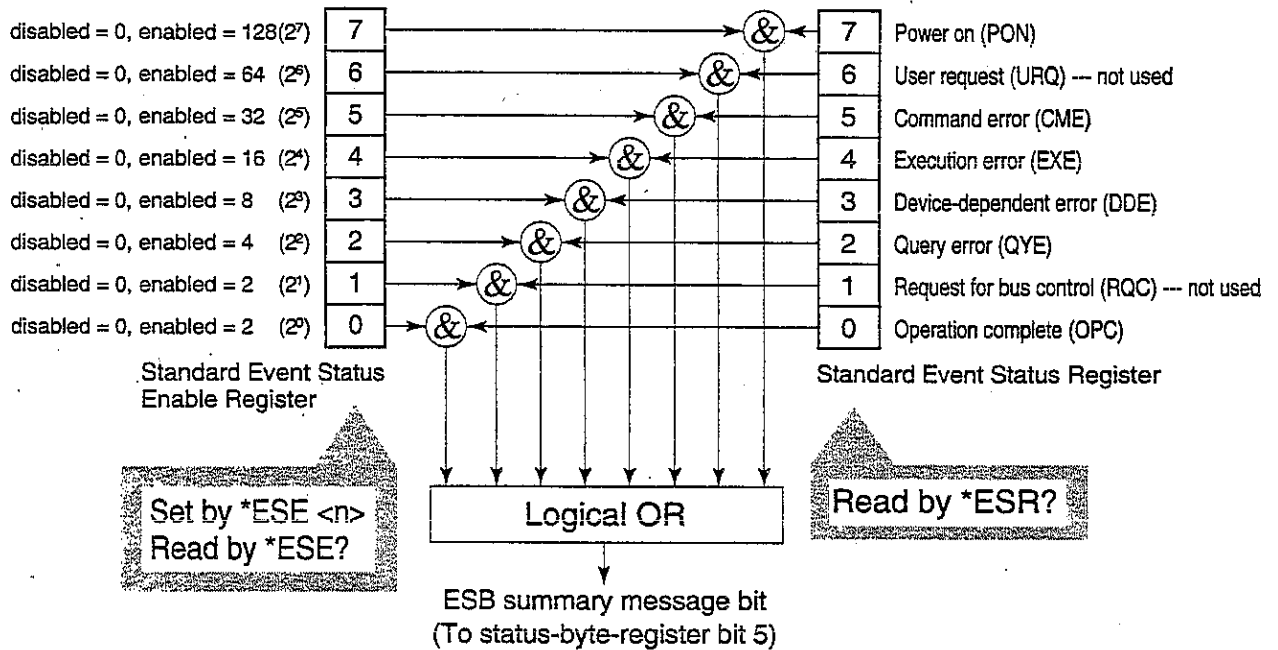 disabled = 0, enabled = 128(2⁷) 7 & 7 Power on (PON)
disabled = 0, enabled = 64 (2⁶) 6 & 6 User request (URQ) --- not used
disabled = 0, enabled = 32 (2⁵) 5 & 5 Command error (CME)
disabled = 0, enabled = 16 (2⁴) 4 & 4 Execution error (EXE)
disabled = 0, enabled = 8 (2³) 3 & 3 Device-dependent error (DDE)
disabled = 0, enabled = 4 (2²) 2 & 2 Query error (QYE)
disabled = 0, enabled = 2 (2¹) 1 & 1 Request for bus control (RQC) --- not used
disabled = 0, enabled = 2 (2⁰) 0 & 0 Operation complete (OPC)
Standard Event Status
Enable Register
Standard Event Status Register
Set by *ESE <n>
Read by *ESE?
Logical OR
Read by *ESR?
ESB summary message bit
(To status-byte-register bit 5)